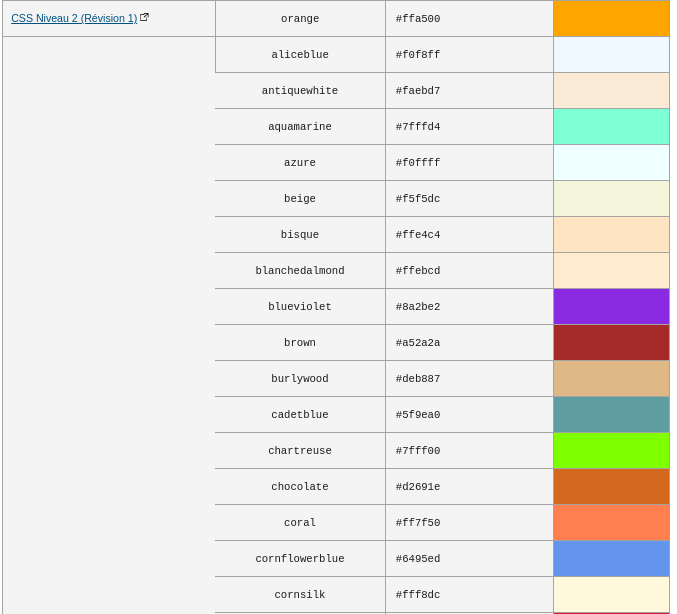 CSS Niveau 2 (Révision 1) orange #ffa500
aliceblue #f0f8ff
antiquewhite #faebd7
aquamarine #7fffd4
azure #f0ffff
beige #f5f5dc
bisque #ffe4c4
blanchedalmond #ffebcd
blueviolet #8a2be2
brown #a52a2a
burlywood #deb887
cadetblue #5f9ea0
chartreuse #7fff00
chocolate #d2691e
coral #ff7f50
cornflowerblue #6495ed
cornsilk #fff8dc